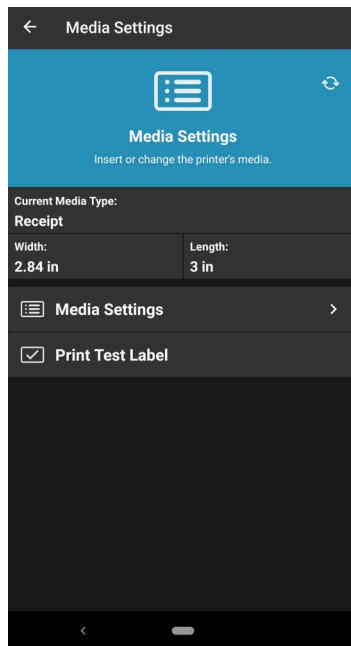 Media Settings
Media Settings
Insert or change the printer's media.
Current Media Type:
Receipt
Width:
2.84 in
Length:
3 in
Media Settings
Print Test Label